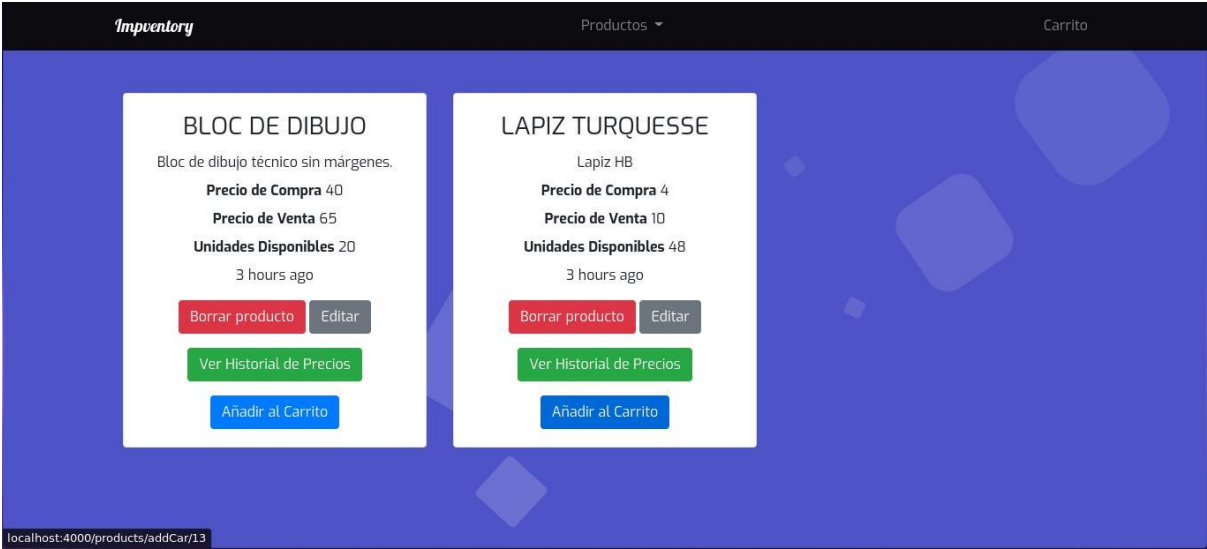 Impventory
Productos
Carrito
BLOC DE DIBUJO
Bloc de dibujo técnico sin márgenes.
Precio de Compra 40
Precio de Venta 65
Unidades Disponibles 20
3 hours ago
Borrar producto Editar
Ver Historial de Precios
Añadir al Carrito
LAPIZ TURQUESSE
Lapiz HB
Precio de Compra 4
Precio de Venta 10
Unidades Disponibles 48
3 hours ago
Borrar producto Editar
Ver Historial de Precios
Añadir al Carrito
localhost:4000/products/addCar/13